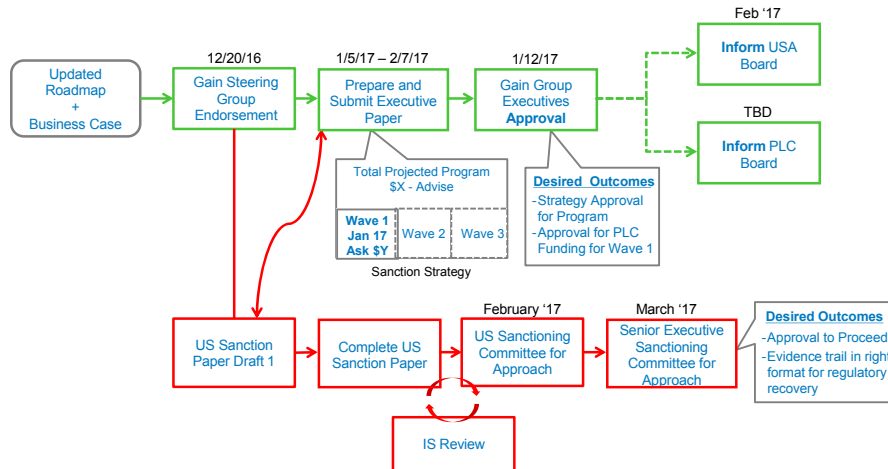 Feb ‘17
12/20/16
1/5/17 – 2/7/17
1/12/17
Updated
Roadmap
+
Business Case
Gain Steering
Group
Endorsement
Prepare and
Submit Executive
Paper
Gain Group
Executives
Approval
Inform USA
Board
TBD
Inform PLC
Board
Total Projected Program
$X - Advise
Wave 1
Jan 17
Ask $Y
Wave 2
Wave 3
Sanction Strategy
Desired Outcomes
-Strategy Approval
for Program
-Approval for PLC
Funding for Wave 1
February ‘17
March ‘17
US Sanction
Paper Draft 1
Complete US
Sanction Paper
US Sanctioning
Committee for
Approach
Senior Executive
Sanctioning
Committee for
Approach
Desired Outcomes
-Approval to Proceed
-Evidence trail in right
format for regulatory
recovery
IS Review